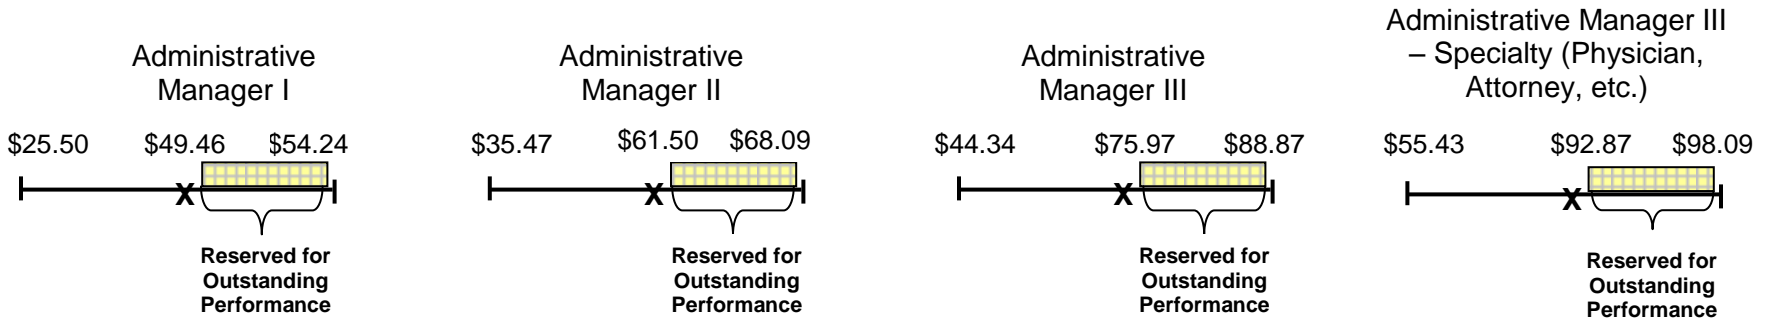 Administrative
Manager I
$25.50 $49.46 $54.24
X
Reserved for
Outstanding
Performance
Administrative
Manager II
$35.47 $61.50 $68.09
X
Reserved for
Outstanding
Performance
Administrative
Manager III
$44.34 $75.97 $88.87
X
Reserved for
Outstanding
Performance
Administrative Manager III
– Specialty (Physician,
Attorney, etc.)
$55.43 $92.87 $98.09
X
Reserved for
Outstanding
Performance